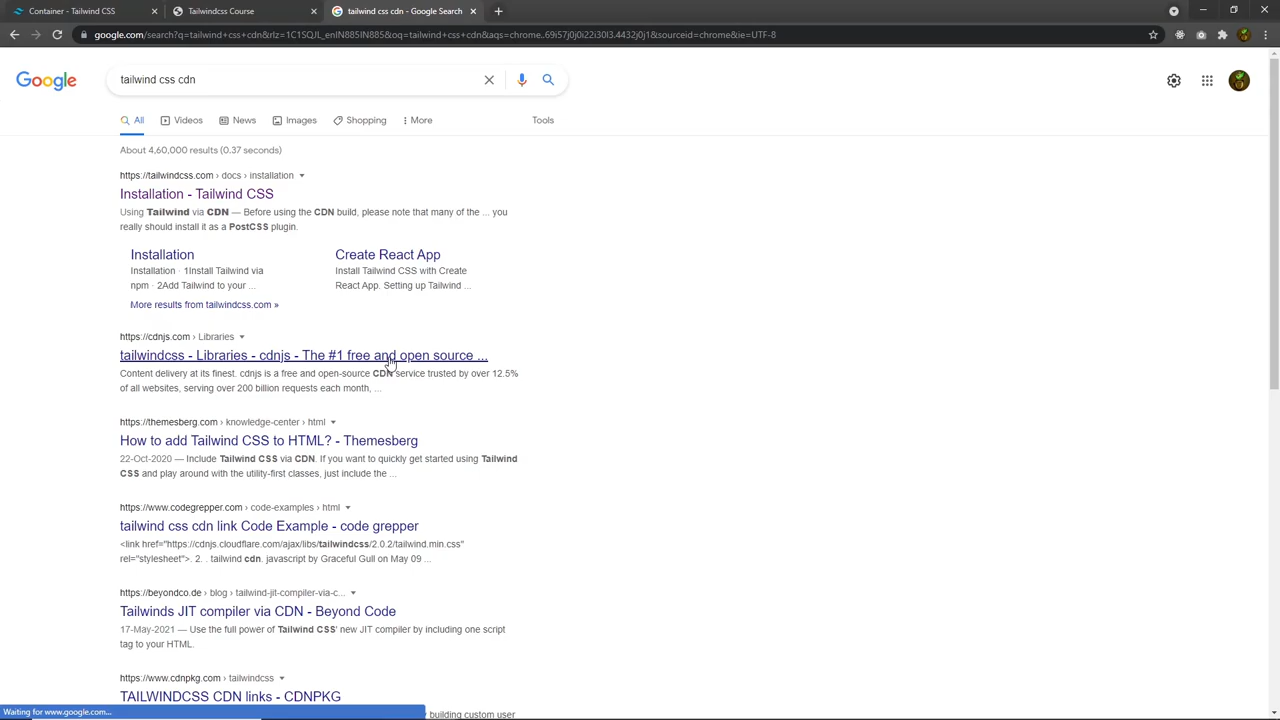 Container - Tailwind CSS
Tailwind Course
tailwind css cdn - Google Search
google.com/search?q=tailwind+css+cdn&rlz=1C1SQJL_enIN885IN885&oq=tailwind+css+cdn&aqs=chrome..69i57j0j0i22i30l3.4432j0j1&sourceid=chrome&ie=UTF-8
Google
tailwind css cdn
All
Videos
News
Images
Shopping
More
Tools
About 4,60,000 results (0.37 seconds)
https://tailwindcss.com › docs › installation
Installation - Tailwind CSS
Using Tailwind via CDN — Before using the CDN build, please note that many of the ... you
really should install it as a PostCSS plugin.
Installation
Installation · 1Install Tailwind via
npm · 2Add Tailwind to your ...
Create React App
Install Tailwind CSS with Create
React App. Setting up Tailwind ...
More results from tailwindcss.com »
https://cdnjs.com › Libraries
tailwindcss - Libraries - cdnjs - The #1 free and open source ...
Content delivery at its finest. cdnjs is a free and open-source CDN service trusted by over 12.5%
of all websites, serving over 200 billion requests each month, ...
https://themesberg.com › knowledge-center › html
How to add Tailwind CSS to HTML? - Themesberg
22-Oct-2020 — Include Tailwind CSS via CDN. If you want to quickly get started using Tailwind
CSS and play around with the utility-first classes, just include the ...
https://www.codegrepper.com › code-examples › html
tailwind css cdn link Code Example - code grepper
<link href="https://cdnjs.cloudflare.com/ajax/libs/tailwindcss/2.0.2/tailwind.min.css"
rel="stylesheet">. 2. . tailwind cdn. javascript by Graceful Gull on May 09 ...
https://beyondco.de › blog › tailwind-jit-compiler-via-c...
Tailwinds JIT compiler via CDN - Beyond Code
17-May-2021 — Use the full power of Tailwind CSS' new JIT compiler by including one script
tag to your HTML.
https://www.cdnpkg.com › tailwindcss
TAILWINDCSS CDN links - CDNPKG
building custom user
Waiting for www.google.com...